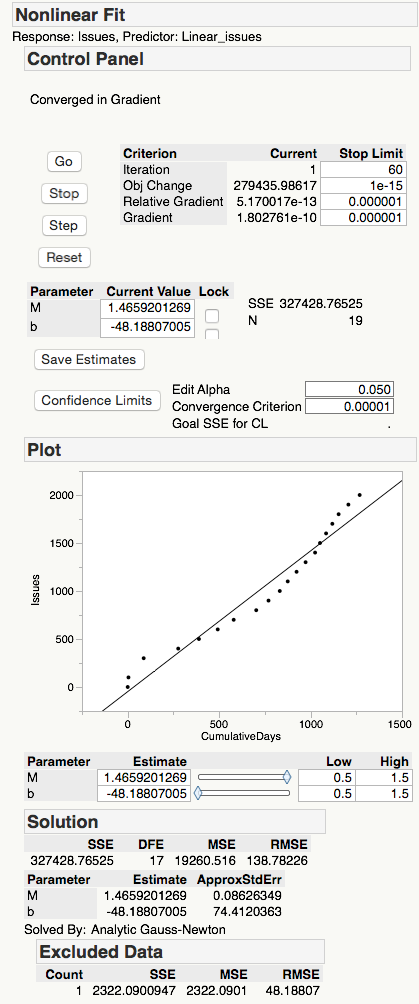 Nonlinear Fit
Response: Issues, Predictor: Linear_issues
Control Panel
Converged in Gradient
Go
Stop
Step
Reset
Criterion Current Stop Limit
Iteration 1 60
Obj Change 279435.98617 1e-15
Relative Gradient 5.170017e-13 0.000001
Gradient 1.802761e-10 0.000001
Parameter Current Value Lock
M 1.4659201269
b -48.18807005
SSE 327428.76525
N 19
Save Estimates
Confidence Limits
Edit Alpha 0.050
Convergence Criterion 0.00001
Goal SSE for CL .
Plot
2000
1500
1000
500
0
Issues
0 500 1000 1500
CumulativeDays
Parameter Estimate Low High
M 1.4659201269 0.5 1.5
b -48.18807005 0.5 1.5
Solution
SSE DFE MSE RMSE
327428.76525 17 19260.516 138.78226
Parameter Estimate ApproxStdErr
M 1.4659201269 0.08626349
b -48.18807005 74.4120363
Solved By: Analytic Gauss-Newton
Excluded Data
Count SSE MSE RMSE
1 2322.0900947 2322.0901 48.18807